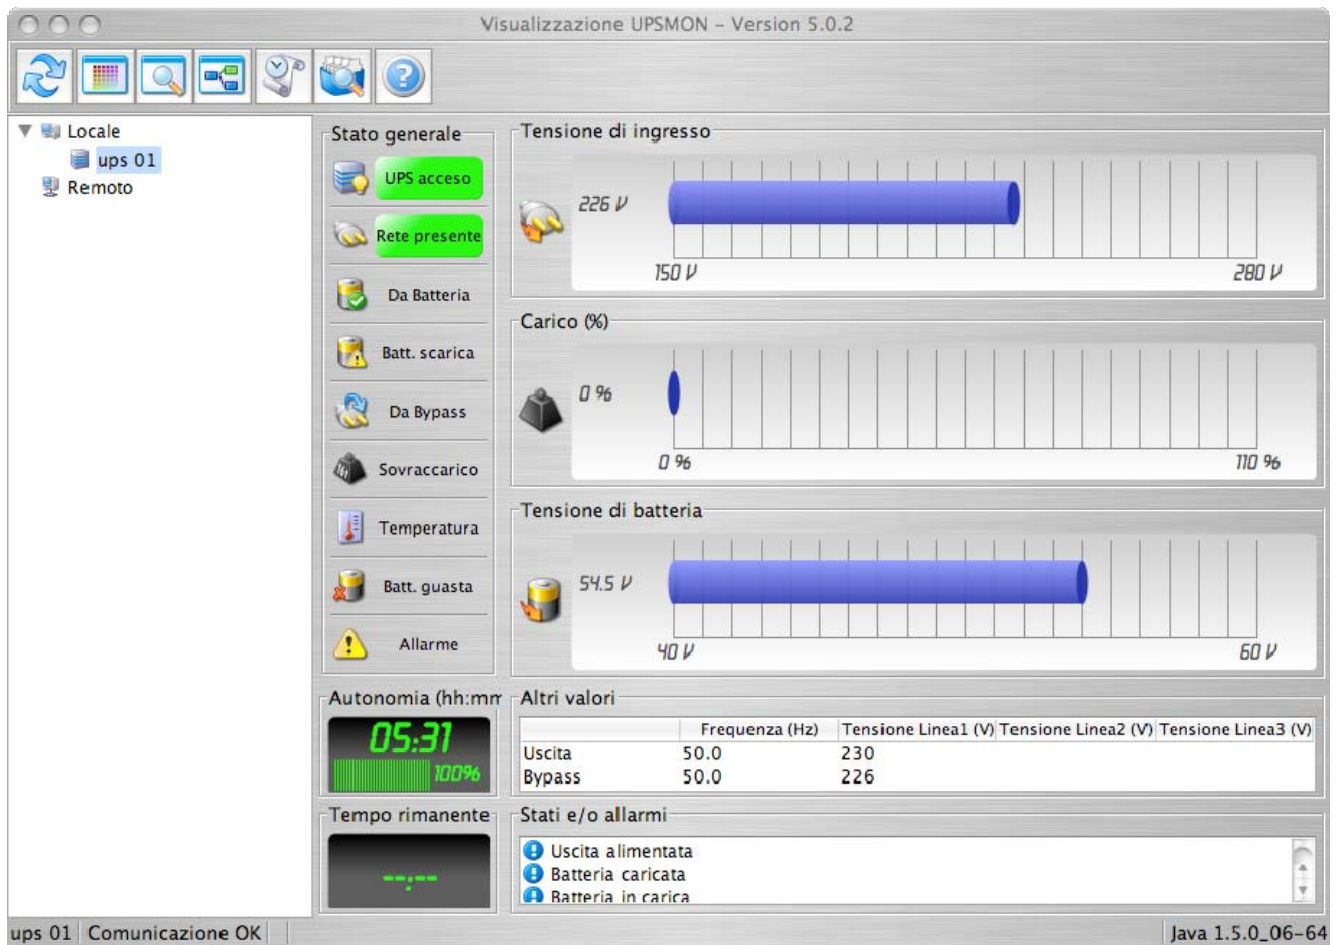 Visualizzazione UPSMON – Version 5.0.2
Locale
ups 01
Remoto
Stato generale
UPS acceso
Rete presente
Da Batteria
Batt. scarica
Da Bypass
Sovraccarico
Temperatura
Batt. guasta
Allarme
Tensione di ingresso
226 V
150 V 280 V
Carico (%)
0 %
0 % 110 %
Tensione di batteria
54.5 V
40 V 60 V
Autonomia (hh:mm
05:31
100%
Altri valori
Frequenza (Hz) Tensione Linea1 (V) Tensione Linea2 (V) Tensione Linea3 (V)
Uscita 50.0 230
Bypass 50.0 226
Tempo rimanente
--:--
Stati e/o allarmi
Uscita alimentata
Batteria caricata
Batteria in carica
ups 01 Comunicazione OK Java 1.5.0_06-64